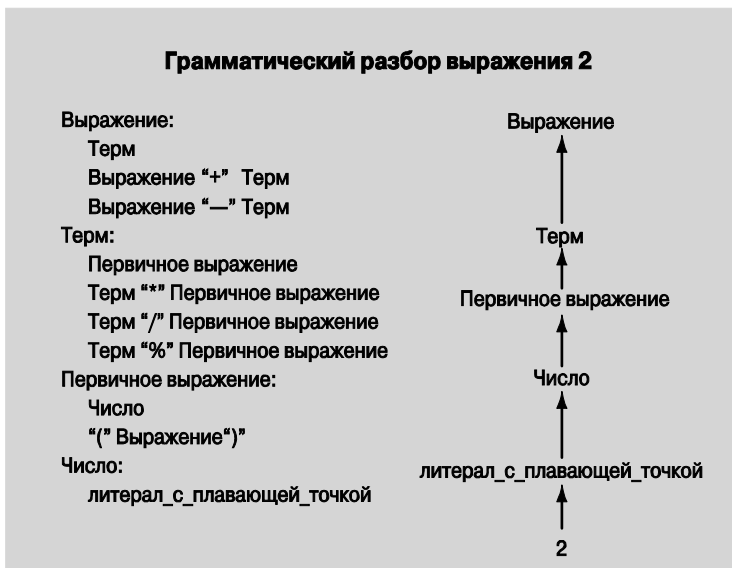 Грамматический разбор выражения 2
Выражение:
Терм
Выражение “+” Терм
Выражение “—” Терм
Терм:
Первичное выражение
Терм “*” Первичное выражение
Терм “/” Первичное выражение
Терм “%” Первичное выражение
Первичное выражение:
Число
“(” Выражение“)”
Число:
литерал_с_плавающей_точкой
Выражение
Терм
Первичное выражение
Число
литерал_с_плавающей_точкой
2